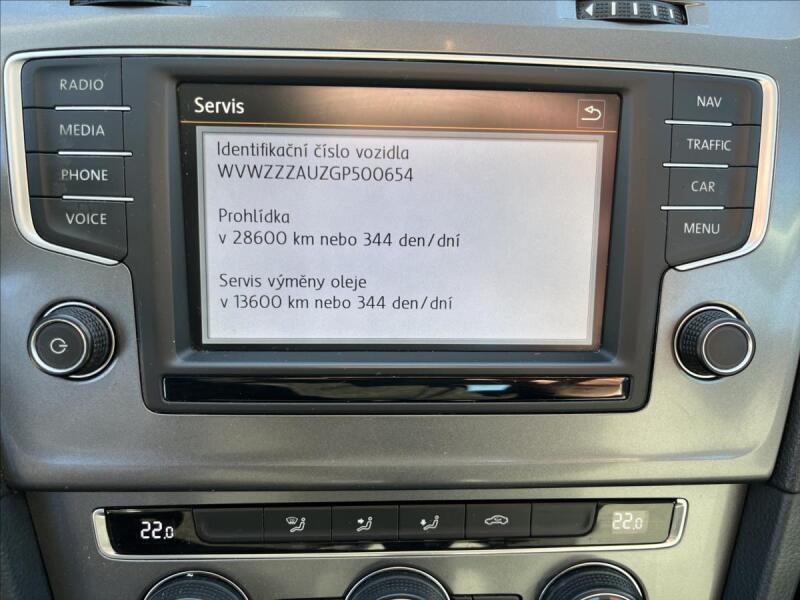 Servis
RADIO
MEDIA
PHONE
VOICE
NAV
TRAFFIC
CAR
MENU
Identifikační číslo vozidla
WVWZZZAUZGP500654
Prohlídka
v 28600 km nebo 344 den/dní
Servis výměny oleje
v 13600 km nebo 344 den/dní
22.0
22.0